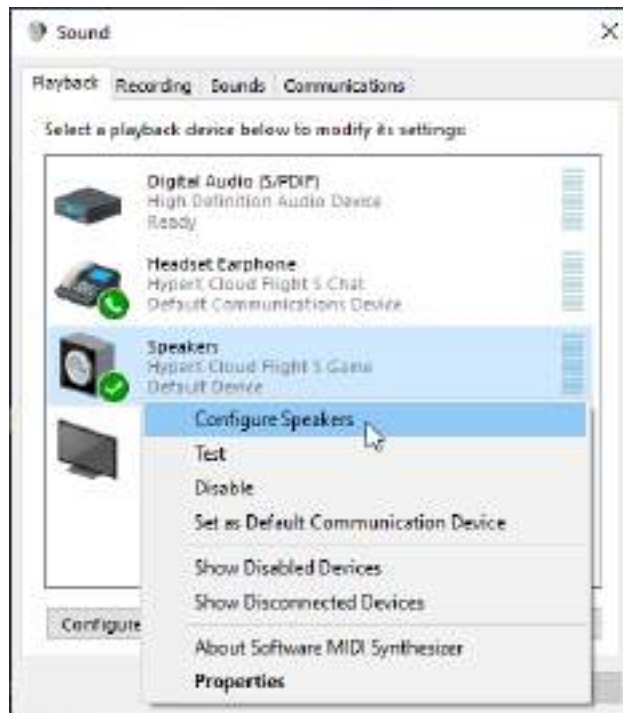 Sound
Playback Recording Sounds Communications
Select a playback device below to modify its settings:
Digital Audio (S/PDIF)
High Definition Audio Device
Ready
Headset Earphone
HyperX Cloud Flight S Chat
Default Communications Device
Speakers
HyperX Cloud Flight S Game
Default Device
Configure Speakers
Test
Disable
Set as Default Communication Device
Show Disabled Devices
Show Disconnected Devices
Configure
About Software MIDI Synthesizer
Properties